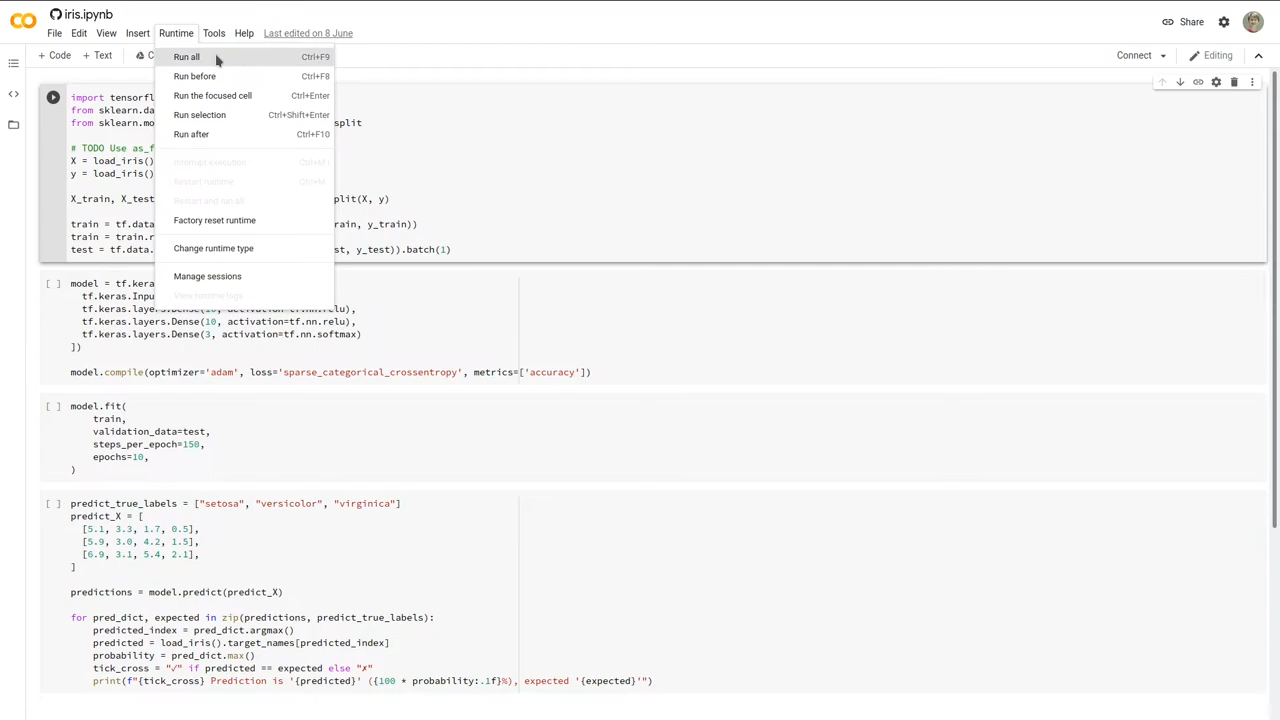 iris.ipynb
File Edit View Insert Runtime Tools Help Last edited on 8 June
Share
+ Code + Text C
Connect Editing
Run all Ctrl+F9
Run before Ctrl+F8
Run the focused cell Ctrl+Enter
Run selection Ctrl+Shift+Enter
Run after Ctrl+F10
Interrupt execution Ctrl+M I
Restart runtime Ctrl+M .
Restart and run all
Factory reset runtime
Change runtime type
Manage sessions
View runtime logs
import tensorfl
from sklearn.da
from sklearn.mo split
# TODO Use as_f
X = load_iris()
y = load_iris()
X_train, X_test plit(X, y)
train = tf.data rain, y_train))
train = train.r
test = tf.data. st, y_test)).batch(1)
[ ] model = tf.kera
tf.keras.Inpu
tf.keras.layers.Dense(10, activation=tf.nn.relu),
tf.keras.layers.Dense(10, activation=tf.nn.relu),
tf.keras.layers.Dense(3, activation=tf.nn.softmax)
])
model.compile(optimizer='adam', loss='sparse_categorical_crossentropy', metrics=['accuracy'])
[ ] model.fit(
train,
validation_data=test,
steps_per_epoch=150,
epochs=10,
)
[ ] predict_true_labels = ["setosa", "versicolor", "virginica"]
predict_X = [
[5.1, 3.3, 1.7, 0.5],
[5.9, 3.0, 4.2, 1.5],
[6.9, 3.1, 5.4, 2.1],
]
predictions = model.predict(predict_X)
for pred_dict, expected in zip(predictions, predict_true_labels):
predicted_index = pred_dict.argmax()
predicted = load_iris().target_names[predicted_index]
probability = pred_dict.max()
tick_cross = "✓" if predicted == expected else "✗"
print(f"{tick_cross} Prediction is '{predicted}' ({100 * probability:.1f}%), expected '{expected}'")